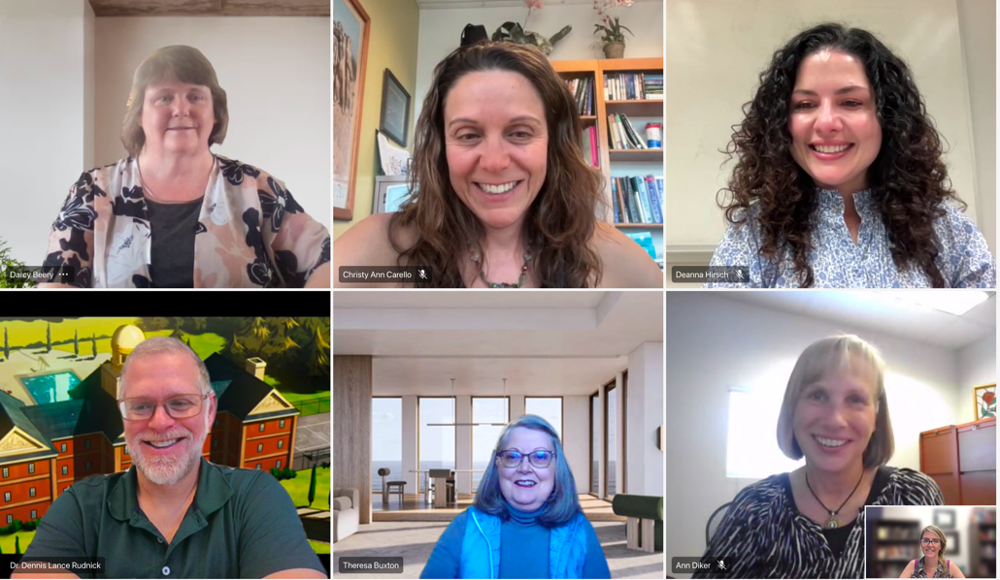 Darcy Beery
Christy Ann Carello
Deanna Hirsch
Dr. Dennis Lance Rudnick
Theresa Buxton
Ann Diker